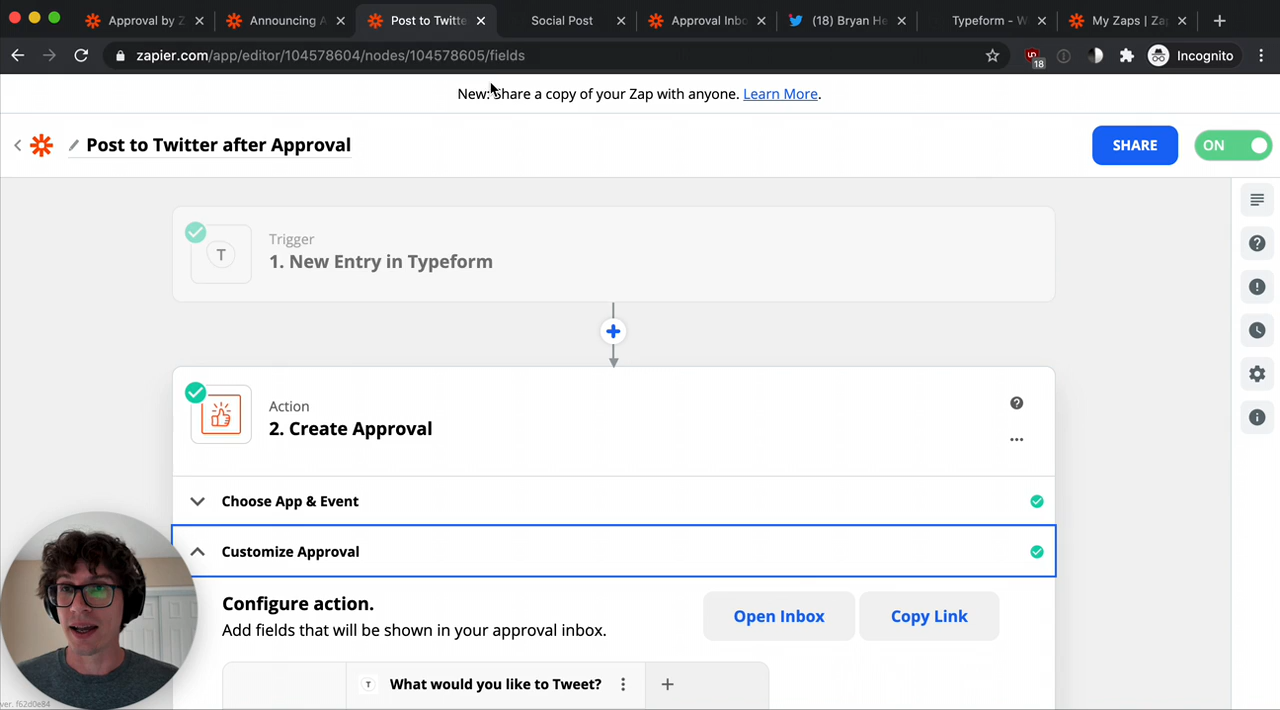 Approval by Z
Announcing A
Post to Twitte
Social Post
Approval Inbo
(18) Bryan He
Typeform - W
My Zaps | Zap
zapier.com/app/editor/104578604/nodes/104578605/fields
18
Incognito
New: Share a copy of your Zap with anyone. Learn More.
Post to Twitter after Approval
SHARE
ON
T
Trigger
1. New Entry in Typeform
Action
2. Create Approval
Choose App & Event
Customize Approval
Configure action.
Add fields that will be shown in your approval inbox.
Open Inbox
Copy Link
T
What would you like to Tweet?
ver. f62d0e84